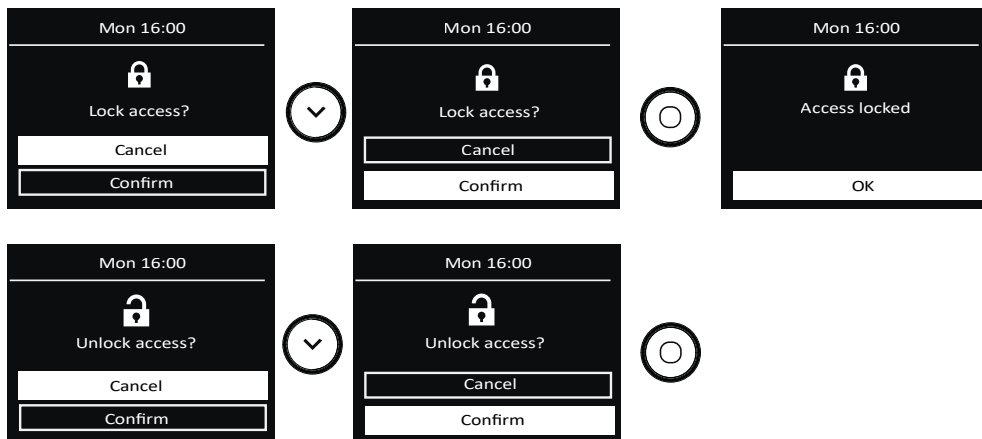 Mon 16:00
Lock access?
Cancel
Confirm
Mon 16:00
Lock access?
Cancel
Confirm
Mon 16:00
Access locked
OK
Mon 16:00
Unlock access?
Cancel
Confirm
Mon 16:00
Unlock access?
Cancel
Confirm